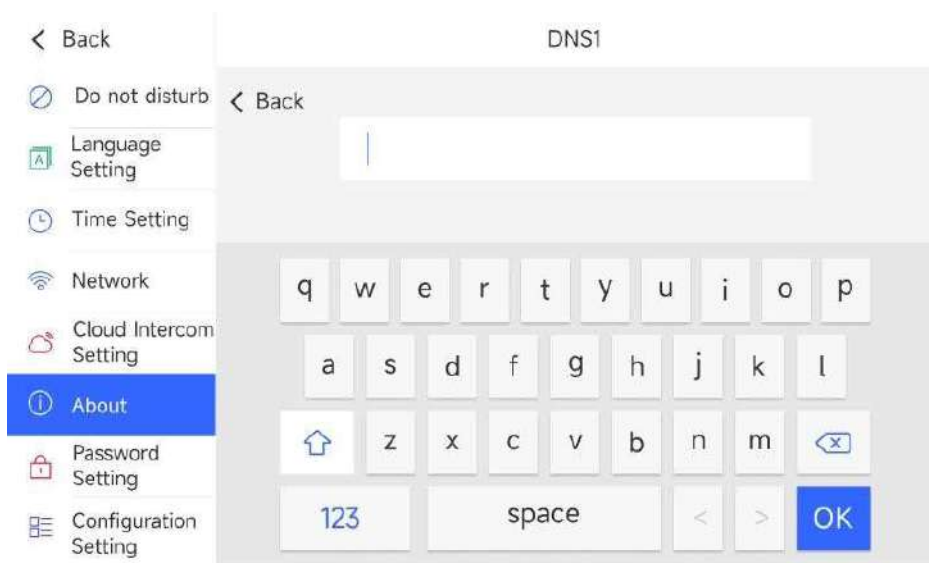 Back
Do not disturb
Language
Setting
Time Setting
Network
Cloud Intercom
Setting
About
Password
Setting
Configuration
Setting
DNS1
Back
q w e r t y u i o p
a s d f g h j k l
z x c v b n m
123 space < > OK